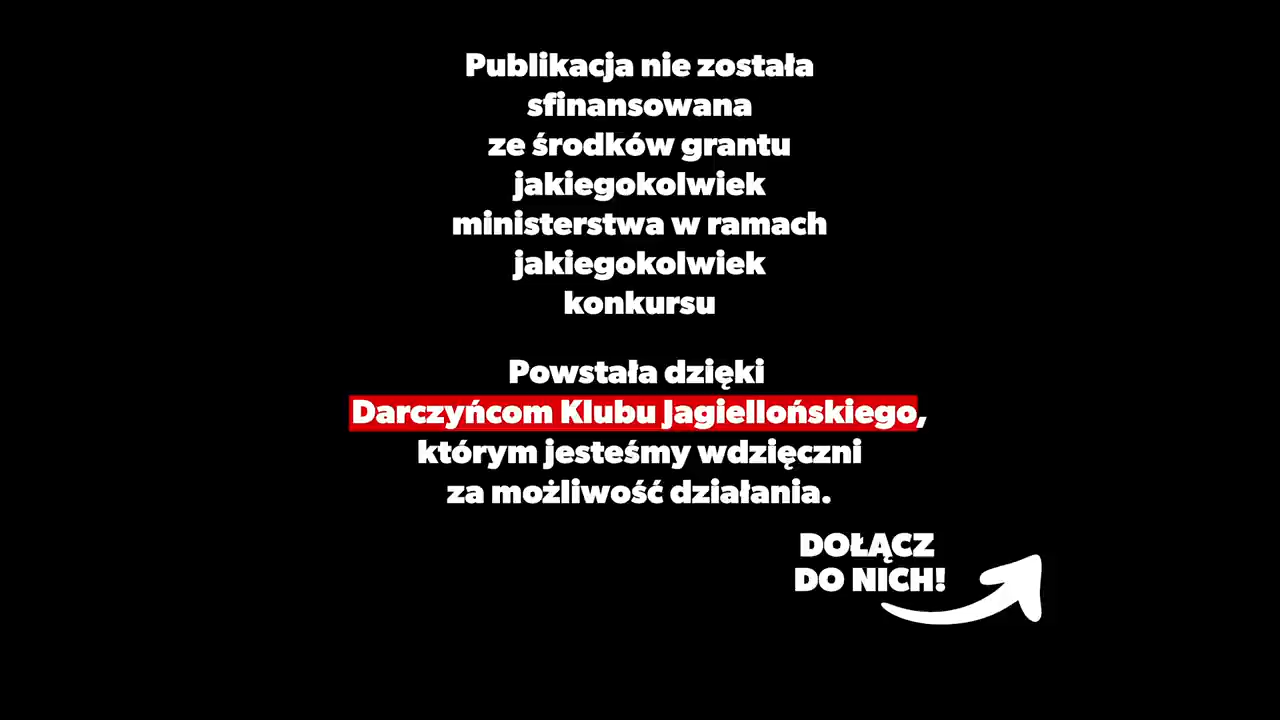 Publikacja nie została
sfinansowana
ze środków grantu
jakiegokolwiek
ministerstwa w ramach
jakiegokolwiek
konkursu
Powstała dzięki
Darczyńcom Klubu Jagiellońskiego,
którym jesteśmy wdzięczni
za możliwość działania.
DOŁĄCZ
DO NICH!